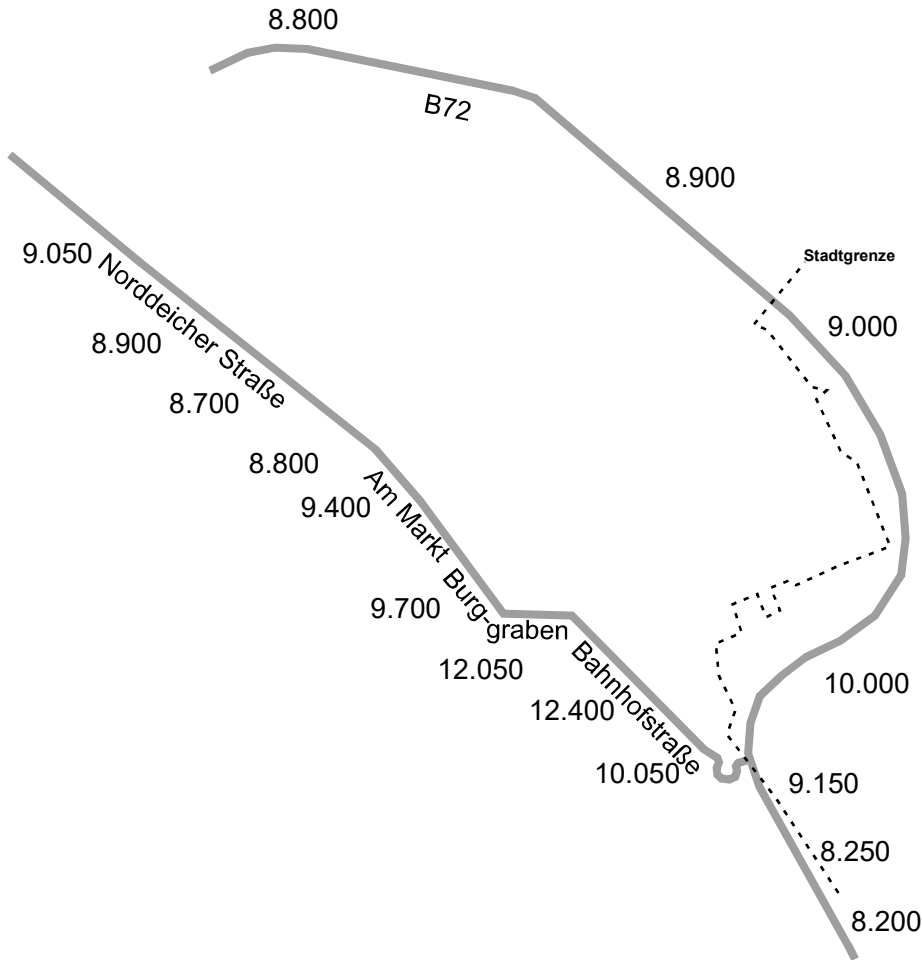 8.800
B72
8.900
Stadtgrenze
9.050
Norddeicher Straße
9.000
8.900
8.700
8.800
9.400
Am Markt
9.700
Burg-
graben
12.050
Bahnhofstraße
10.000
12.400
10.050
9.150
8.250
8.200